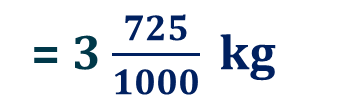 = 3 725/1000 kg